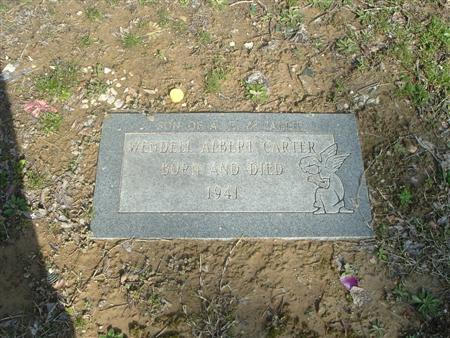 SON OF A. & 
WENDELL ALBERT CARTER
BORN AND DIED
1941